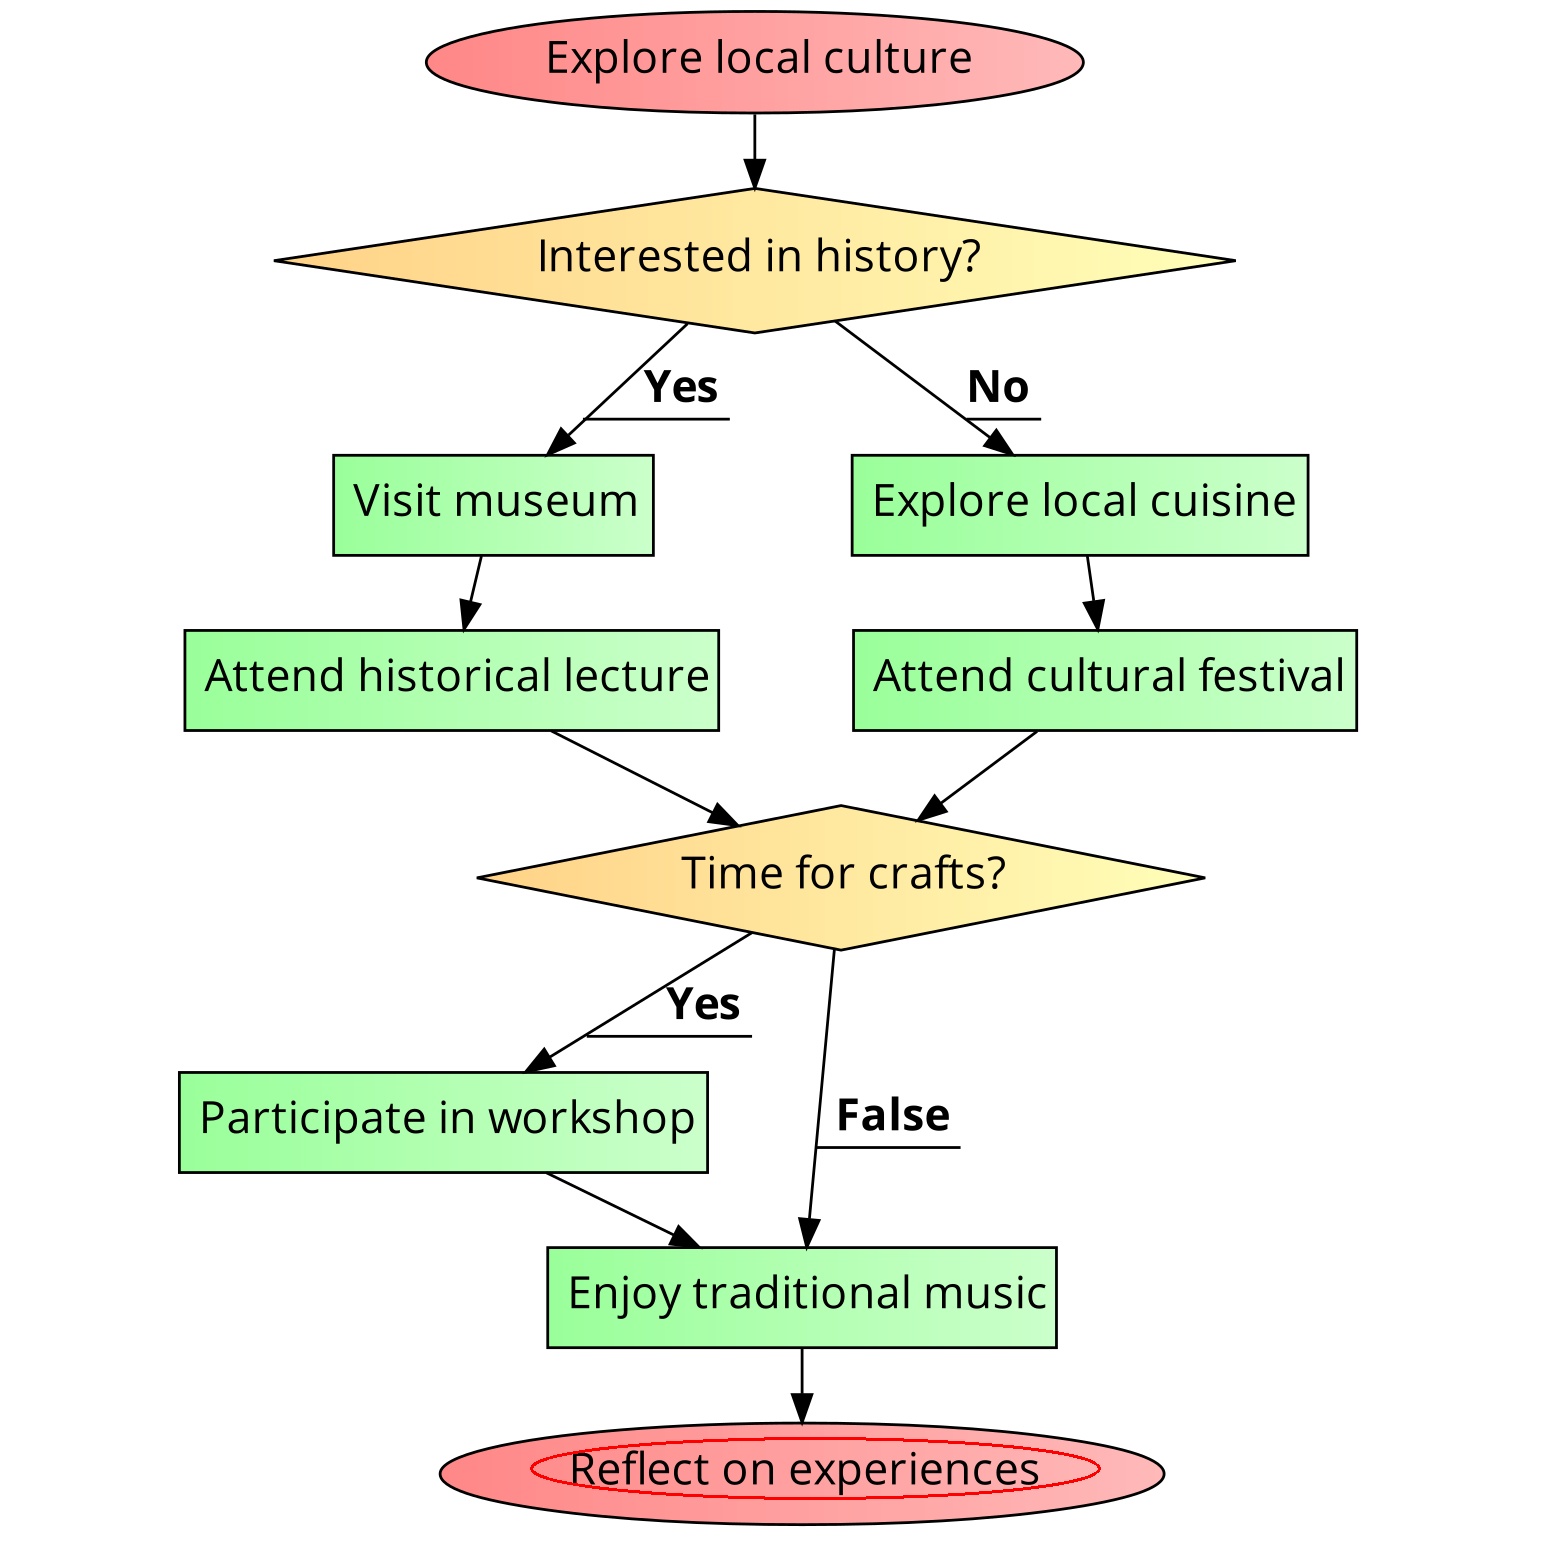 Explore local culture
Interested in history?
Yes
No
Visit museum
Explore local cuisine
Attend historical lecture
Attend cultural festival
Time for crafts?
Yes
Participate in workshop
False
Enjoy traditional music
Reflect on experiences